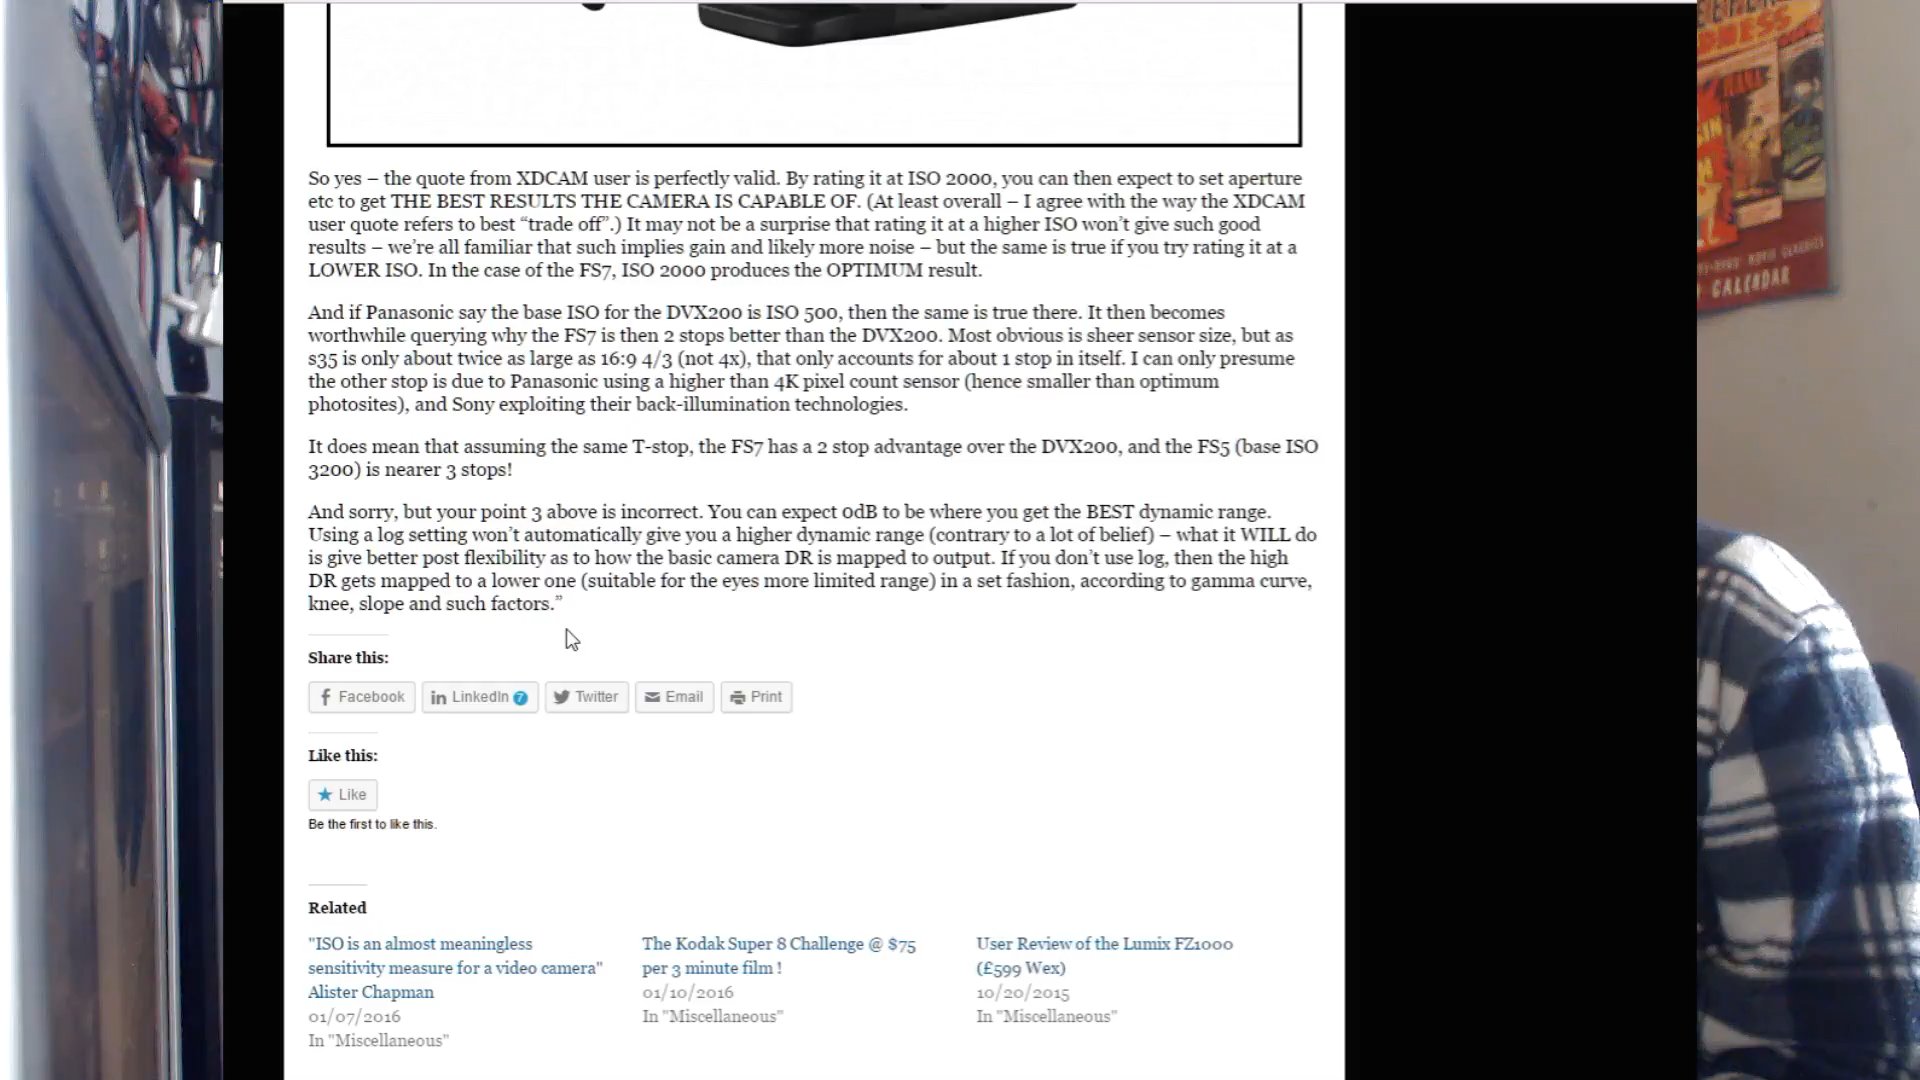 So yes – the quote from XDCAM user is perfectly valid. By rating it at ISO 2000, you can then expect to set aperture
etc to get THE BEST RESULTS THE CAMERA IS CAPABLE OF. (At least overall – I agree with the way the XDCAM
user quote refers to best “trade off”.) It may not be a surprise that rating it at a higher ISO won’t give such good
results – we’re all familiar that such implies gain and likely more noise – but the same is true if you try rating it at a
LOWER ISO. In the case of the FS7, ISO 2000 produces the OPTIMUM result.
And if Panasonic say the base ISO for the DVX200 is ISO 500, then the same is true there. It then becomes
worthwhile querying why the FS7 is then 2 stops better than the DVX200. Most obvious is sheer sensor size, but as
s35 is only about twice as large as 16:9 4/3 (not 4x), that only accounts for about 1 stop in itself. I can only presume
the other stop is due to Panasonic using a higher than 4K pixel count sensor (hence smaller than optimum
photosites), and Sony exploiting their back-illumination technologies.
It does mean that assuming the same T-stop, the FS7 has a 2 stop advantage over the DVX200, and the FS5 (base ISO
3200) is nearer 3 stops!
And sorry, but your point 3 above is incorrect. You can expect 0dB to be where you get the BEST dynamic range.
Using a log setting won’t automatically give you a higher dynamic range (contrary to a lot of belief) – what it WILL do
is give better post flexibility as to how the basic camera DR is mapped to output. If you don’t use log, then the high
DR gets mapped to a lower one (suitable for the eyes more limited range) in a set fashion, according to gamma curve,
knee, slope and such factors.”
Share this:
Facebook LinkedIn 7 Twitter Email Print
Like this:
Like
Be the first to like this.
Related
"ISO is an almost meaningless
sensitivity measure for a video camera"
Alister Chapman
01/07/2016
In "Miscellaneous"
The Kodak Super 8 Challenge @ $75
per 3 minute film !
01/10/2016
In "Miscellaneous"
User Review of the Lumix FZ1000
(£599 Wex)
10/20/2015
In "Miscellaneous"
CALENDAR